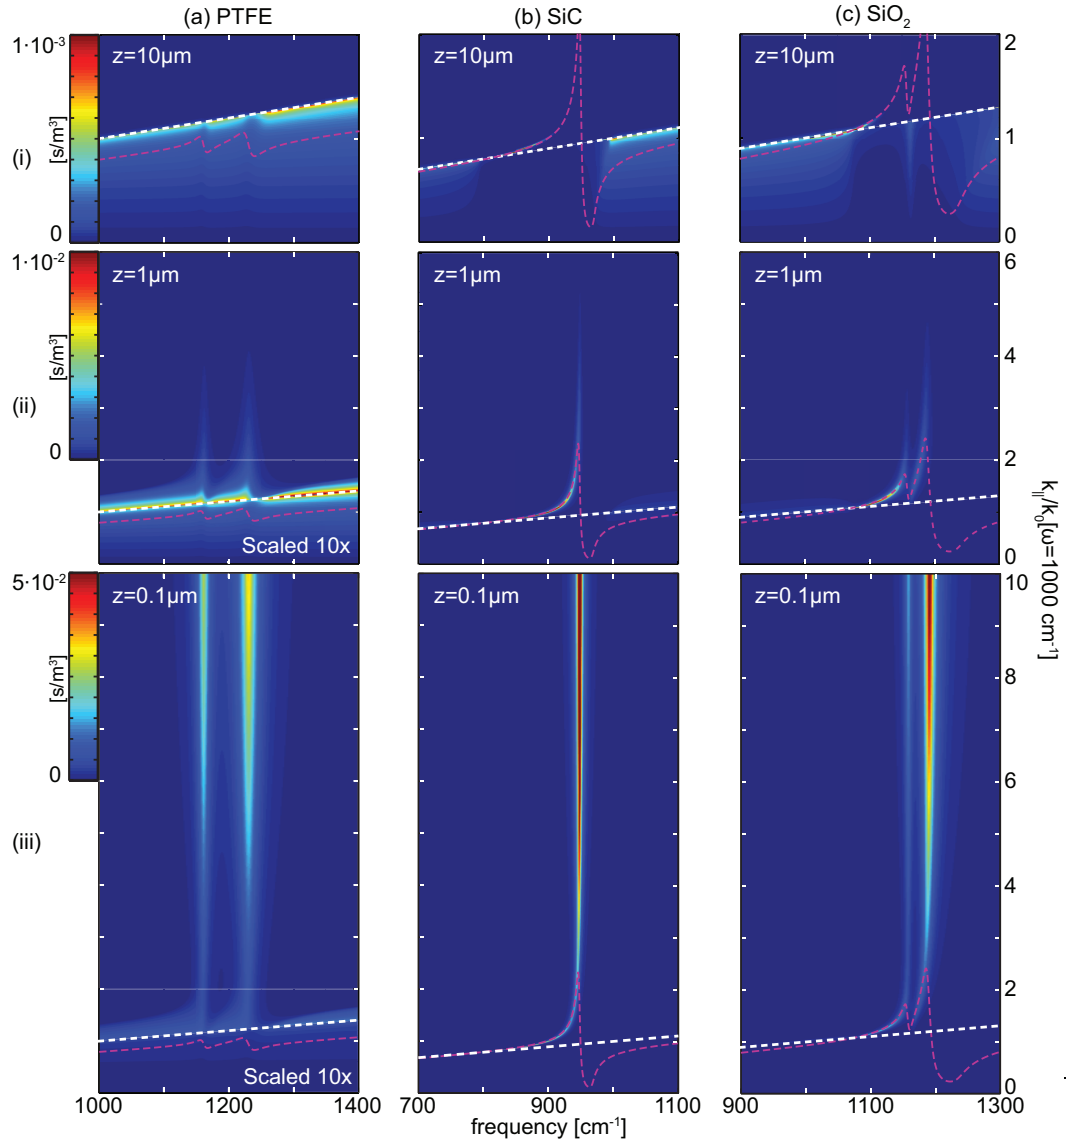 (a) PTFE
(b) SiC
(c) SiO₂
1·10⁻³
[s/m³]
0
(i)
z=10µm
z=10µm
z=10µm
2
1
0
1·10⁻²
[s/m³]
0
(ii)
z=1µm
Scaled 10x
z=1µm
z=1µm
6
4
2
0
5·10⁻²
[s/m³]
0
(iii)
z=0.1µm
Scaled 10x
z=0.1µm
z=0.1µm
10
8
6
4
2
0
k||/k₀[ω=1000 cm⁻¹]
1000 1200 1400
700 900 1100
900 1100 1300
frequency [cm⁻¹]